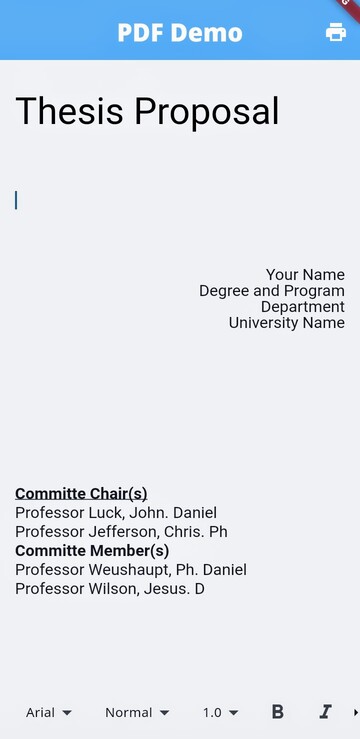 PDF Demo
Thesis Proposal
Your Name
Degree and Program
Department
University Name
Committe Chair(s)
Professor Luck, John. Daniel
Professor Jefferson, Chris. Ph
Committe Member(s)
Professor Weushaupt, Ph. Daniel
Professor Wilson, Jesus. D
Arial Normal 1.0 B I